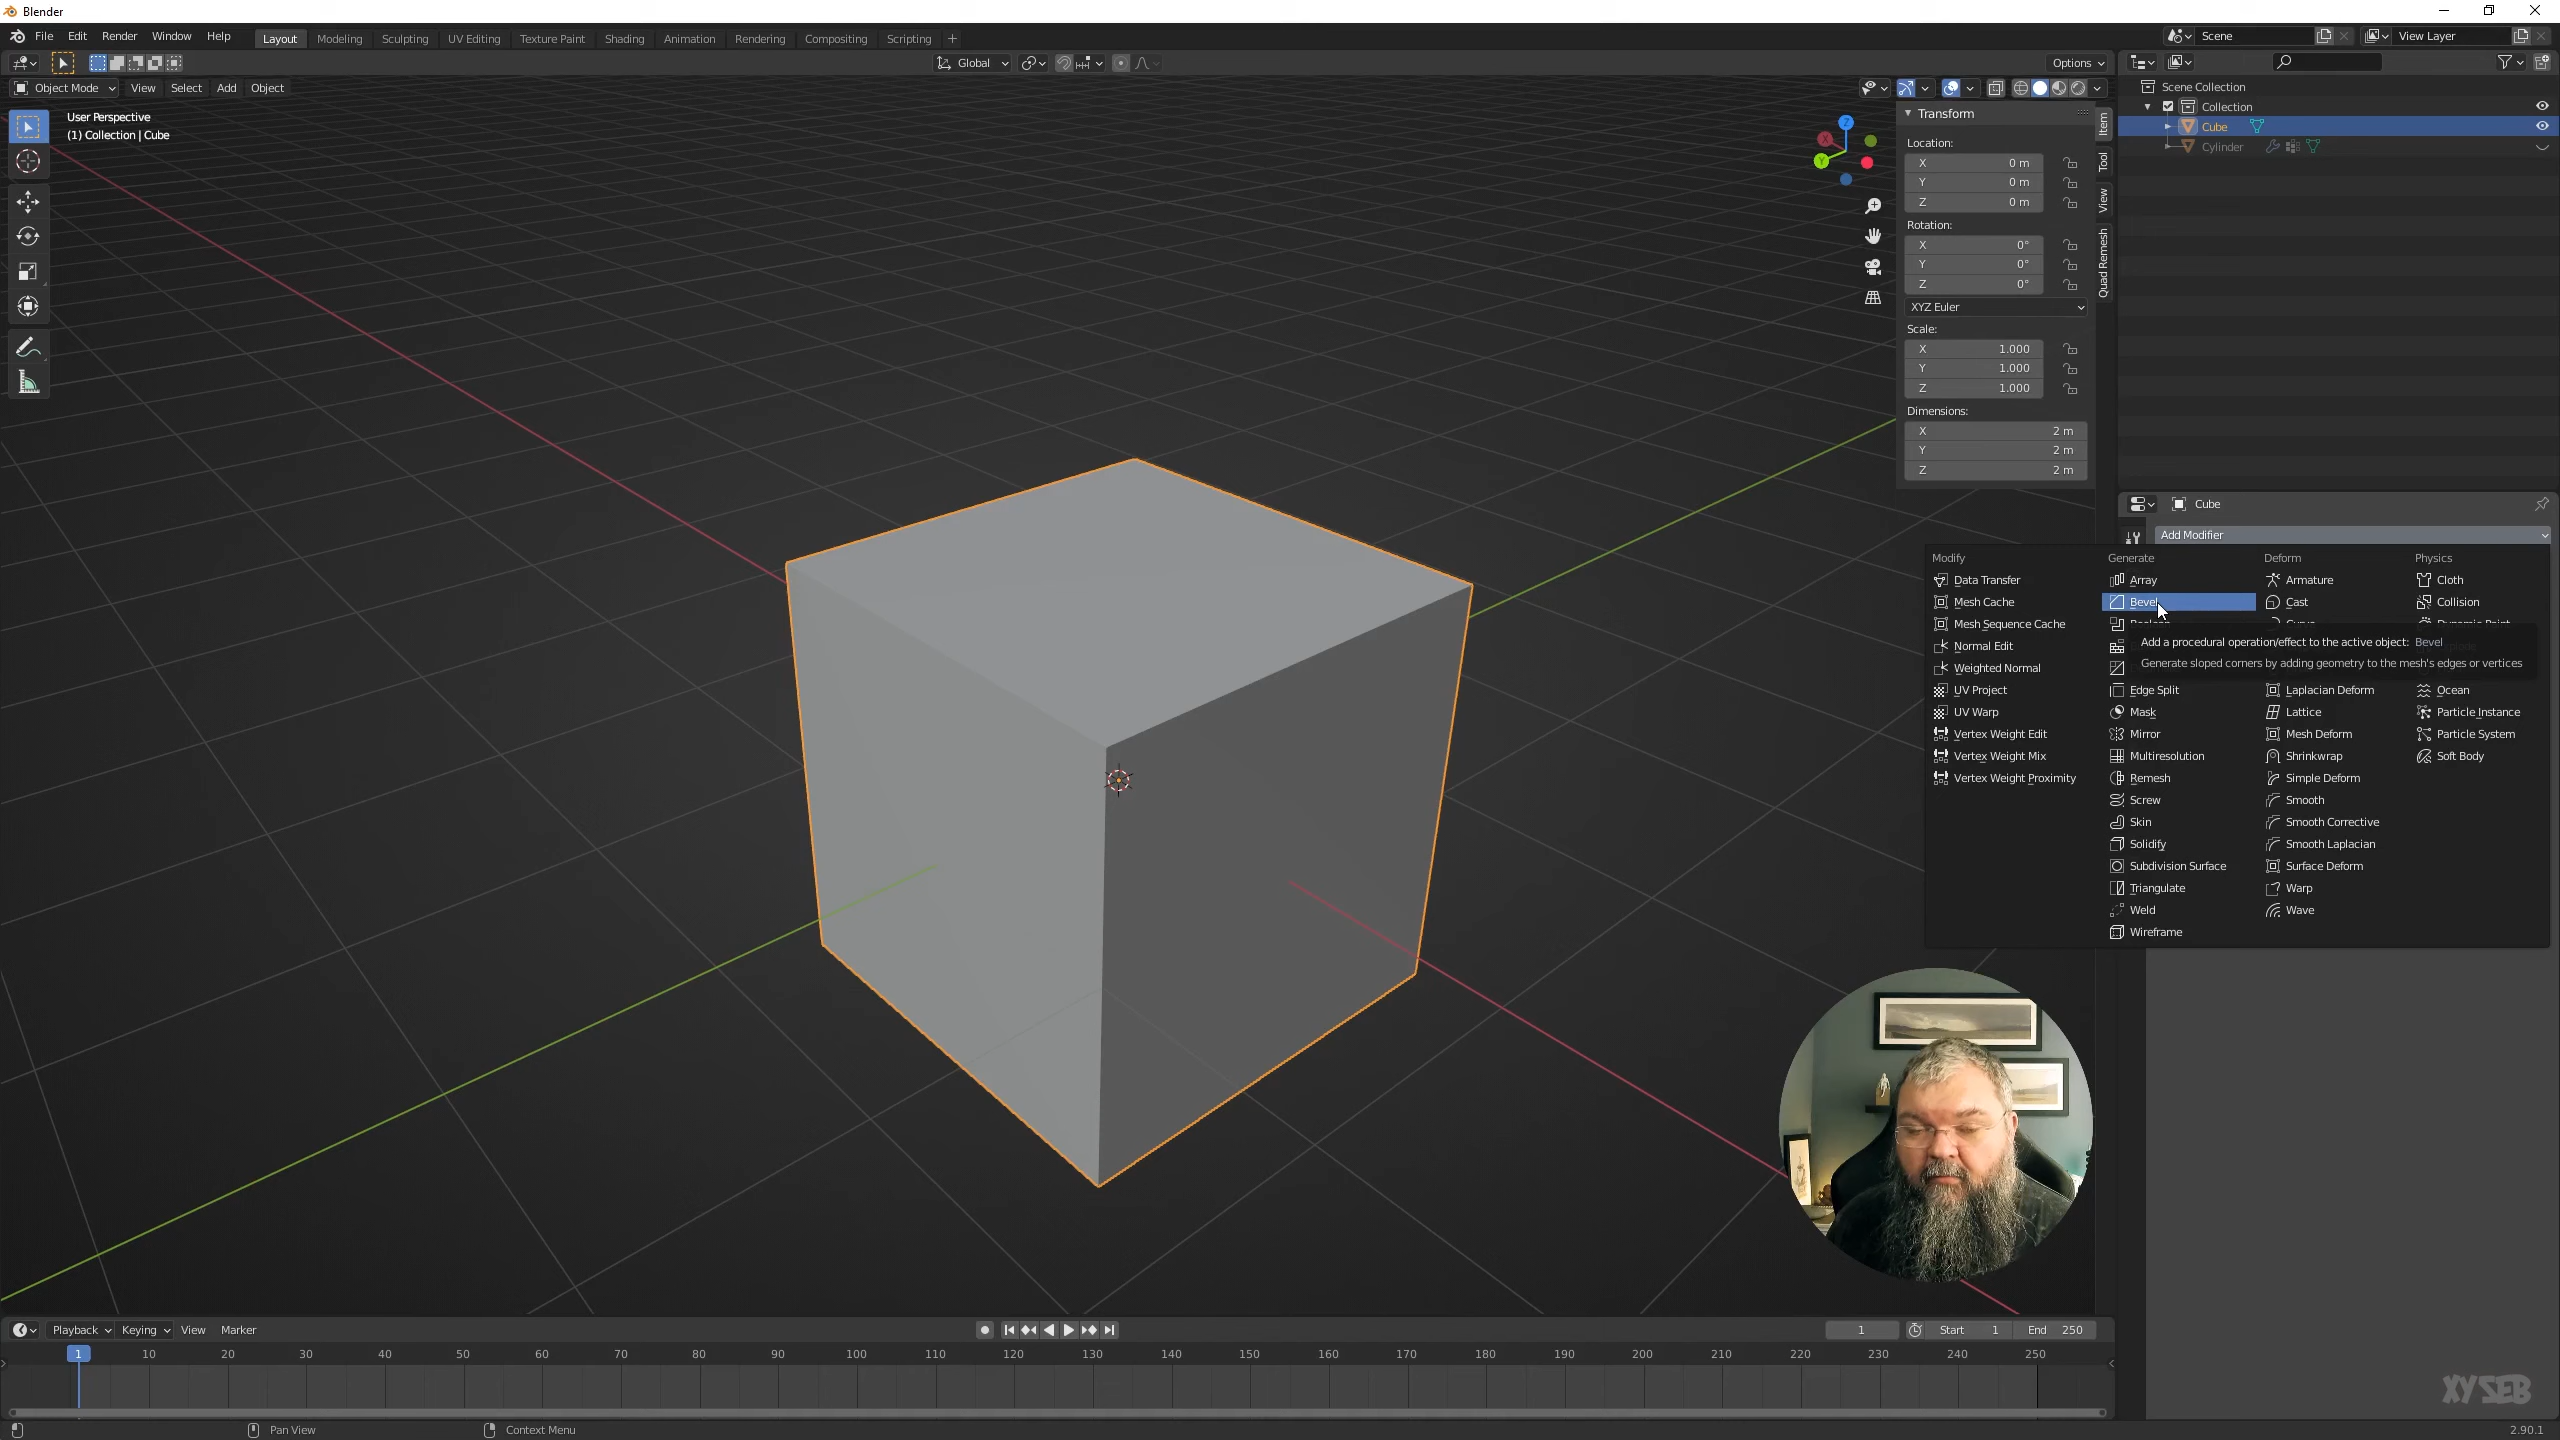 Blender
File Edit Render Window Help Layout Modeling Sculpting UV Editing Texture Paint Shading Animation Rendering Compositing Scripting + Scene View Layer
Global Options
Object Mode View Select Add Object
User Perspective
(1) Collection | Cube
Z
X
Y
Transform
Location:
X 0 m
Y 0 m
Z 0 m
Rotation:
X 0°
Y 0°
Z 0°
XYZ Euler
Scale:
X 1.000
Y 1.000
Z 1.000
Dimensions:
X 2 m
Y 2 m
Z 2 m
Item
Tool
View
Quad Remesh
Scene Collection
Collection
Cube
Cylinder
Cube
Add Modifier
Modify
Data Transfer
Mesh Cache
Mesh Sequence Cache
Normal Edit
Weighted Normal
UV Project
UV Warp
Vertex Weight Edit
Vertex Weight Mix
Vertex Weight Proximity
Generate
Array
Bevel
Edge Split
Mask
Mirror
Multiresolution
Remesh
Screw
Skin
Solidify
Subdivision Surface
Triangulate
Weld
Wireframe
Deform
Armature
Cast
Laplacian Deform
Lattice
Mesh Deform
Shrinkwrap
Simple Deform
Smooth
Smooth Corrective
Smooth Laplacian
Surface Deform
Warp
Wave
Physics
Cloth
Collision
Ocean
Particle Instance
Particle System
Soft Body
Add a procedural operation/effect to the active object: Bevel
Generate sloped corners by adding geometry to the mesh's edges or vertices
Playback Keying View Marker 1 Start 1 End 250
1 10 20 30 40 50 60 70 80 90 100 110 120 130 140 150 160 170 180 190 200 210 220 230 240 250
XYSEB
Pan View Context Menu 2.90.1